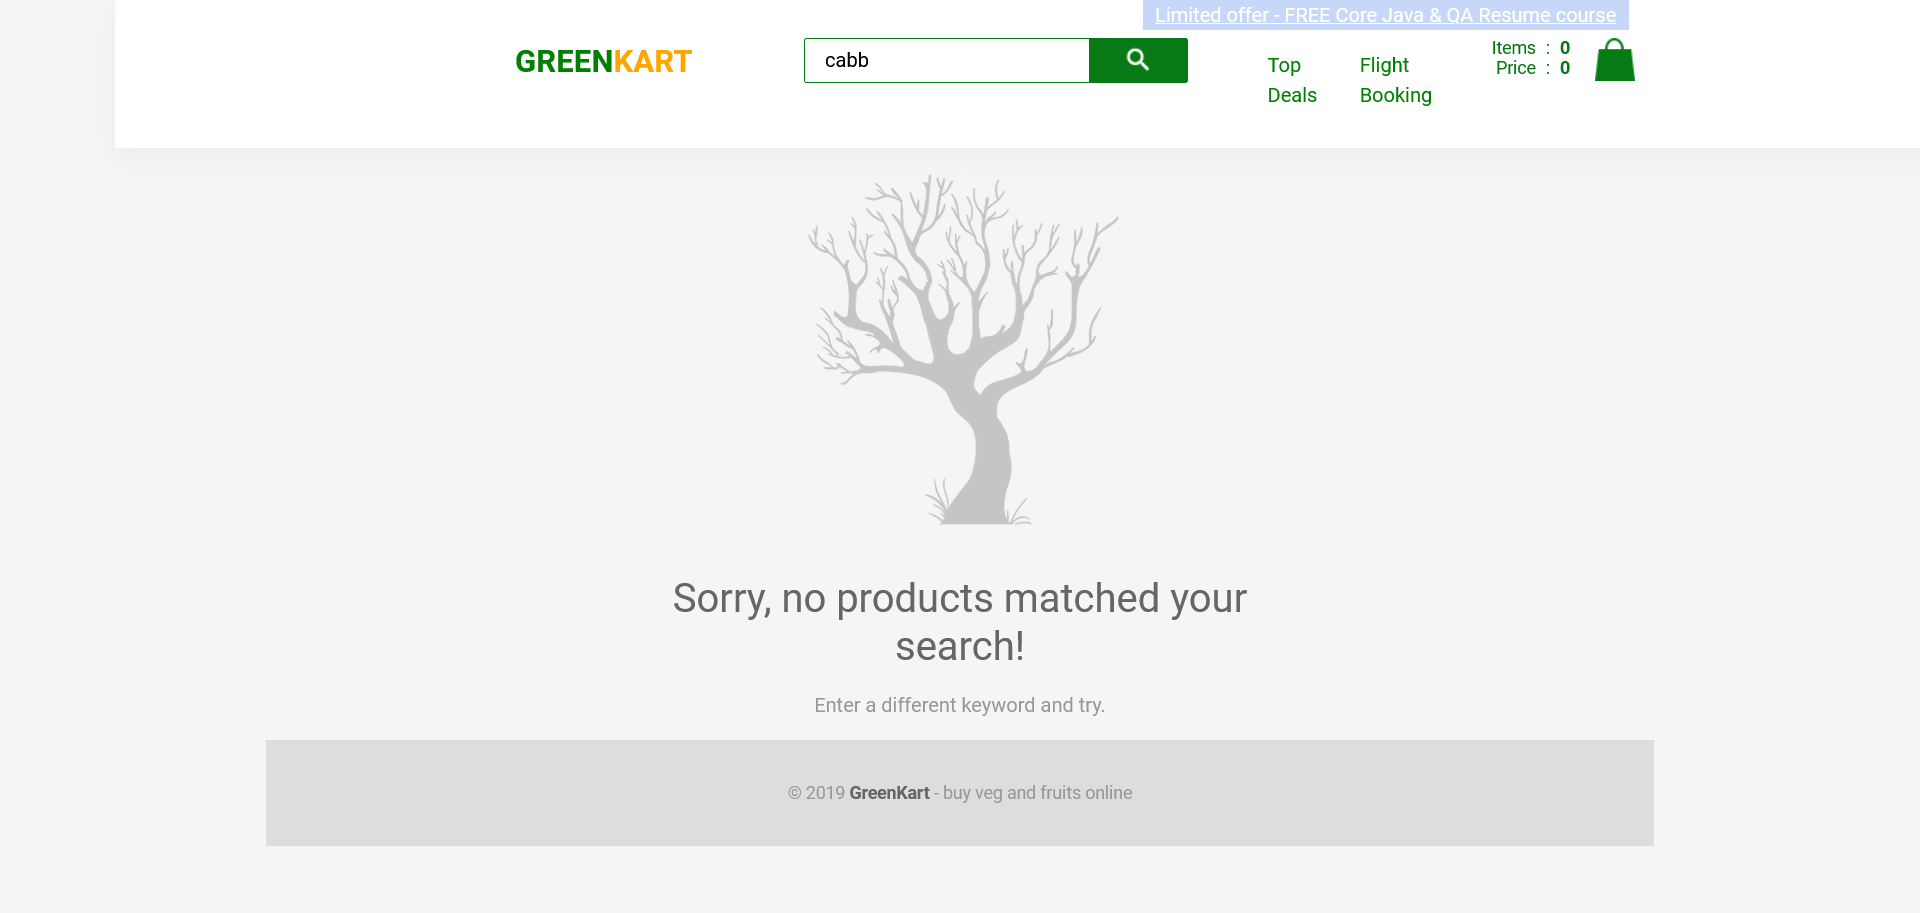 Limited offer - FREE Core Java & QA Resume course
GREENKART
cabb
Top
Deals
Flight
Booking
Items : 0
Price : 0
Sorry, no products matched your
search!
Enter a different keyword and try.
© 2019 GreenKart - buy veg and fruits online